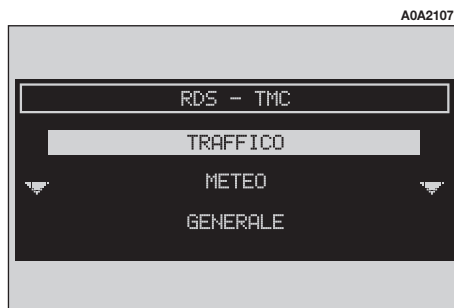 A0A2107
RDS - TMC
TRAFFICO
METEO
GENERALE